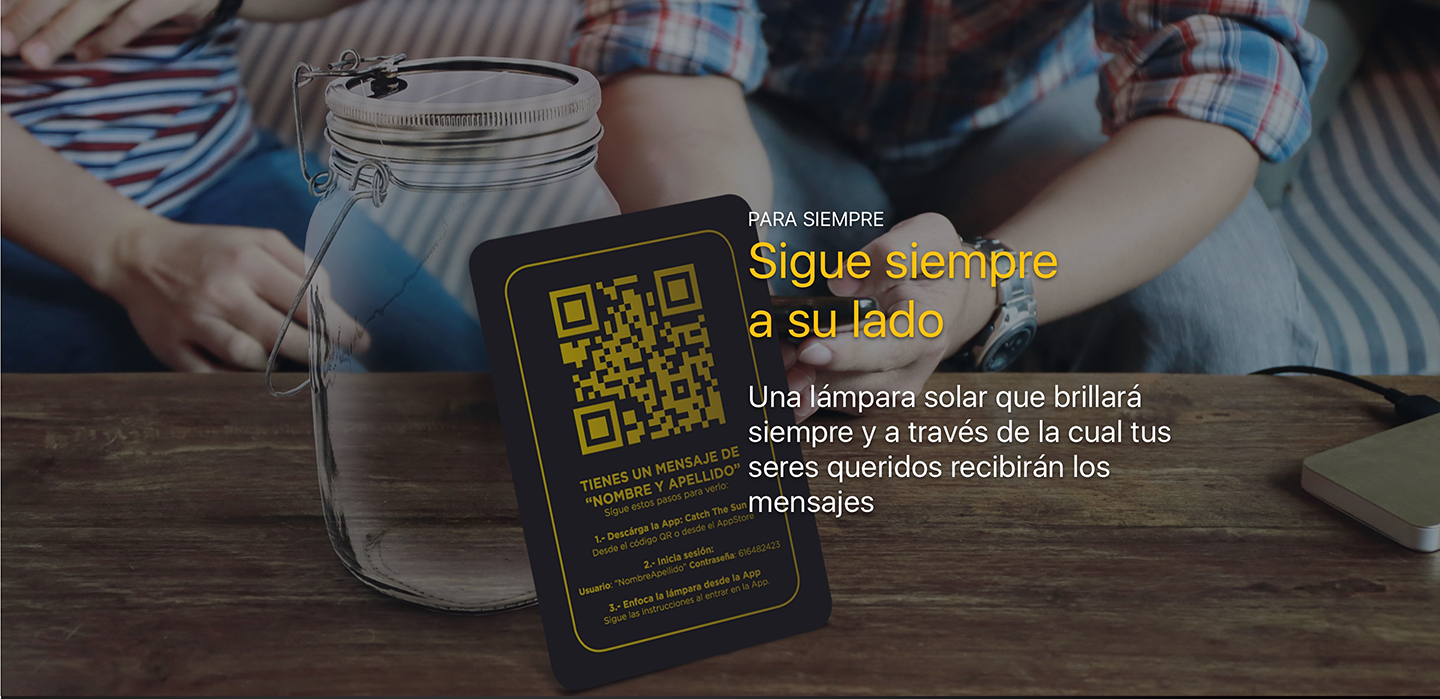 PARA SIEMPRE
Sigue siempre
a su lado
Una lámpara solar que brillará
siempre y a través de la cual tus
seres queridos recibirán los
mensajes
TIENES UN MENSAJE DE
“NOMBRE Y APELLIDO”
Sigue estos pasos para verlo:
1.- Descárga la App: Catch The Sun
Desde el código QR o desde el AppStore
2.- Inicia sesión:
Usuario: “NombreApellido” Contraseña: 616482423
3.- Enfoca la lámpara desde la App
Sigue las instrucciones al entrar en la App.